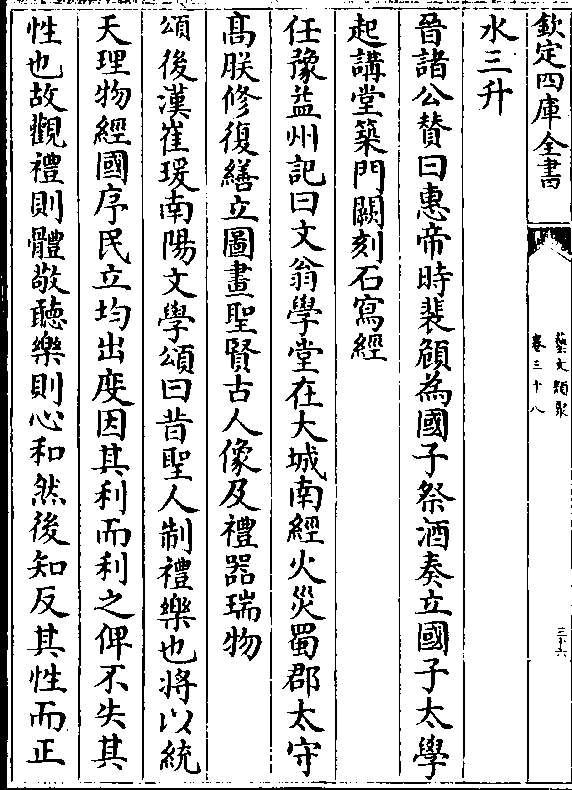 欽定四庫全書
藝文類聚
卷三十八
三十六
水三升
晉諸公賛曰惠帝時裴頠為國子祭酒奏立國子太學
起講堂築門闕刻石寫經
任豫益州記曰文翁學堂在大城南經火災蜀郡太守
髙朕修復繕立圖畫聖賢古人像及禮器瑞物
頌後漢崔瑗南陽文學頌曰昔聖人制禮樂也將以統
天理物經國序民立均出度因其利而利之俾不失其
性也故觀禮則體敬聽樂則心和然後知反其性而正